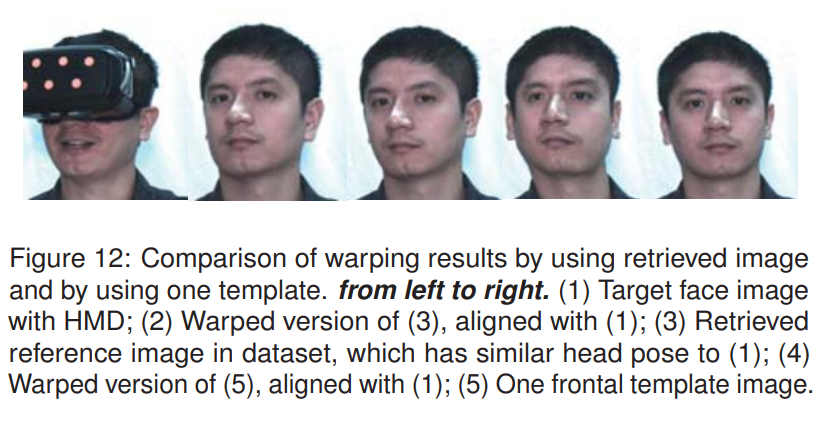 Figure 12: Comparison of warping results by using retrieved image
and by using one template. from left to right. (1) Target face image
with HMD; (2) Warped version of (3), aligned with (1); (3) Retrieved
reference image in dataset, which has similar head pose to (1); (4)
Warped version of (5), aligned with (1); (5) One frontal template image.